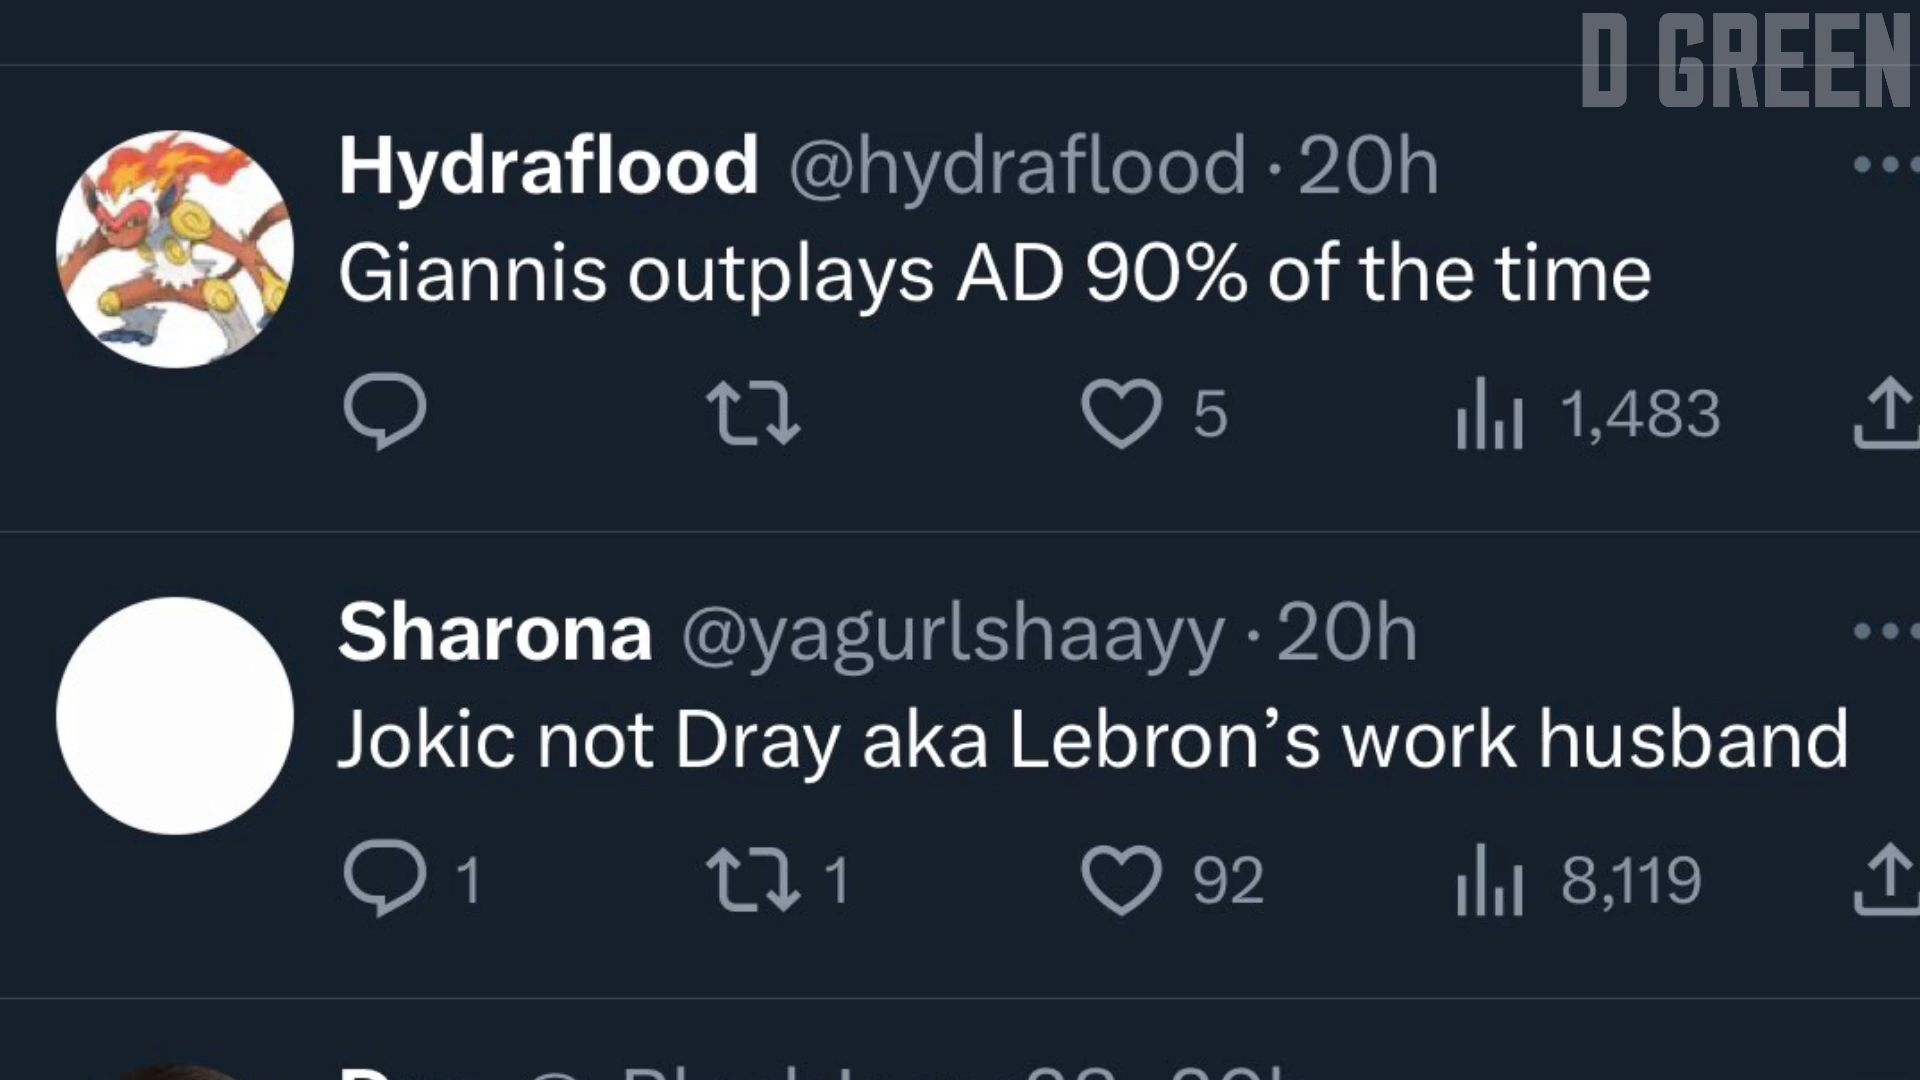 D GREEN
Hydraflood @hydraflood · 20h
Giannis outplays AD 90% of the time
5 1,483
Sharona @yagurlshaayy · 20h
Jokic not Dray aka Lebron’s work husband
1 1 92 8,119